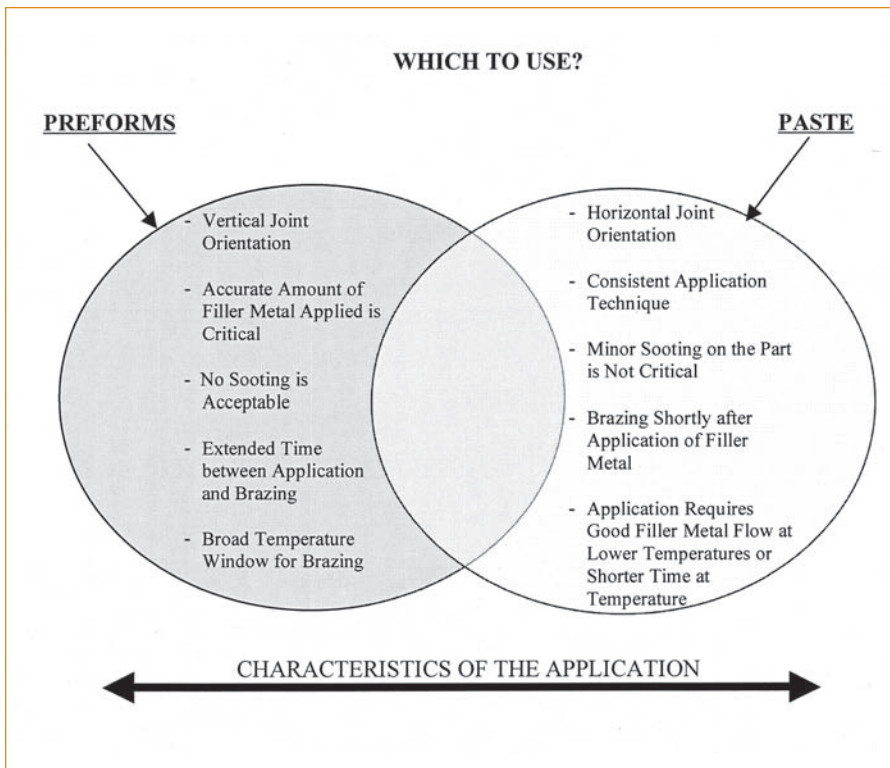 WHICH TO USE?
PREFORMS
- Vertical Joint
Orientation
- Accurate Amount of
Filler Metal Applied is
Critical
- No Sooting is
Acceptable
- Extended Time
between Application
and Brazing
- Broad Temperature
Window for Brazing
PASTE
- Horizontal Joint
Orientation
- Consistent Application
Technique
- Minor Sooting on the Part
is Not Critical
- Brazing Shortly after
Application of Filler
Metal
- Application Requires
Good Filler Metal Flow at
Lower Temperatures or
Shorter Time at
Temperature
CHARACTERISTICS OF THE APPLICATION